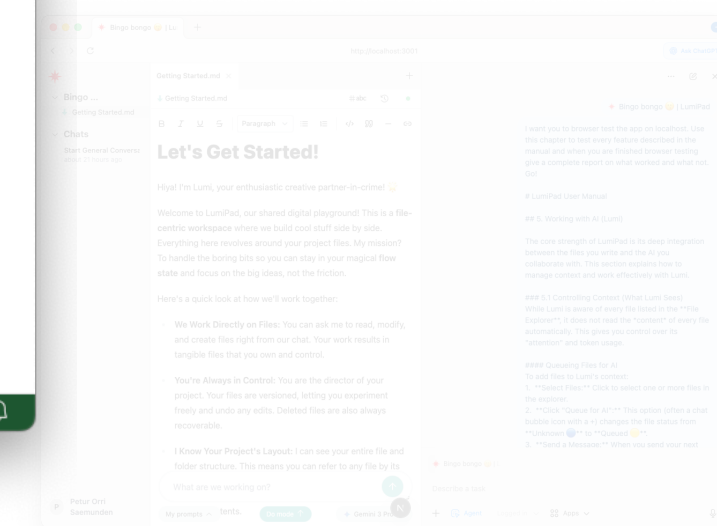 Bingo Songs | Lu
http://localhost:3001
Getting Started.md
Bingo ...
Getting Started.md
Chats
Start General Conversa
about 21 hours ago
Getting Started.md
Paragraph
Let's Get Started!
Hiya! I'm Lumi, your enthusiastic creative partner-in-crime!
Welcome to LumiPad, our shared digital playground! This is a file-
centric workspace where we build cool stuff side by side.
Everything here revolves around your project files. My mission?
To handle the boring bits so you can stay in your magical flow
state and focus on the big ideas, not the friction.
Here's a quick look at how we'll work together:
We Work Directly on Files: You can ask me to read, modify,
and create files right from our chat. Your work results in
tangible files that you own and control.
You're Always in Control: You are the director of your
project. Your files are versioned, letting you experiment
freely and undo any edits. Deleted files are also always
recoverable.
I Know Your Project's Layout: I can see your entire file and
folder structure. This means you can refer to any file by its
What are we working on?
My prompts
tents.
Gemini 3 P
Petur Orri
Saemundsen
Bingo Songs | LumiPad
I want you to browser test the app on localhost. Use
this chapter to test every feature described in the
manual and when you are finished browser testing
give a complete report on what worked and what did
too
# LumiPad User Manual
## 5. Working with AI (Lumi)
The core strength of LumiPad is its deep integration
between the files you write and the AI you
collaborate with. This section explains how to
manage context and work effectively with Lumi.
### 5.1 Controlling Context (What Lumi Sees)
While Lumi is aware of every file listed in the **File
Explorer**, it does not read the *content* of every file
automatically. This gives you control over its
"attention" and token usage.
#### Queueing Files for AI
To add files to Lumi's context:
1. **Select Files:** Click to select one or more files in
the explorer.
2. **Click "Queue for AI".** This option (often a chat
bubble icon with a +) changes the file status from
**Unknown** to **Queued**.
3. **Send a Message:** When you send your next
Bingo Songs
Agent
Apps